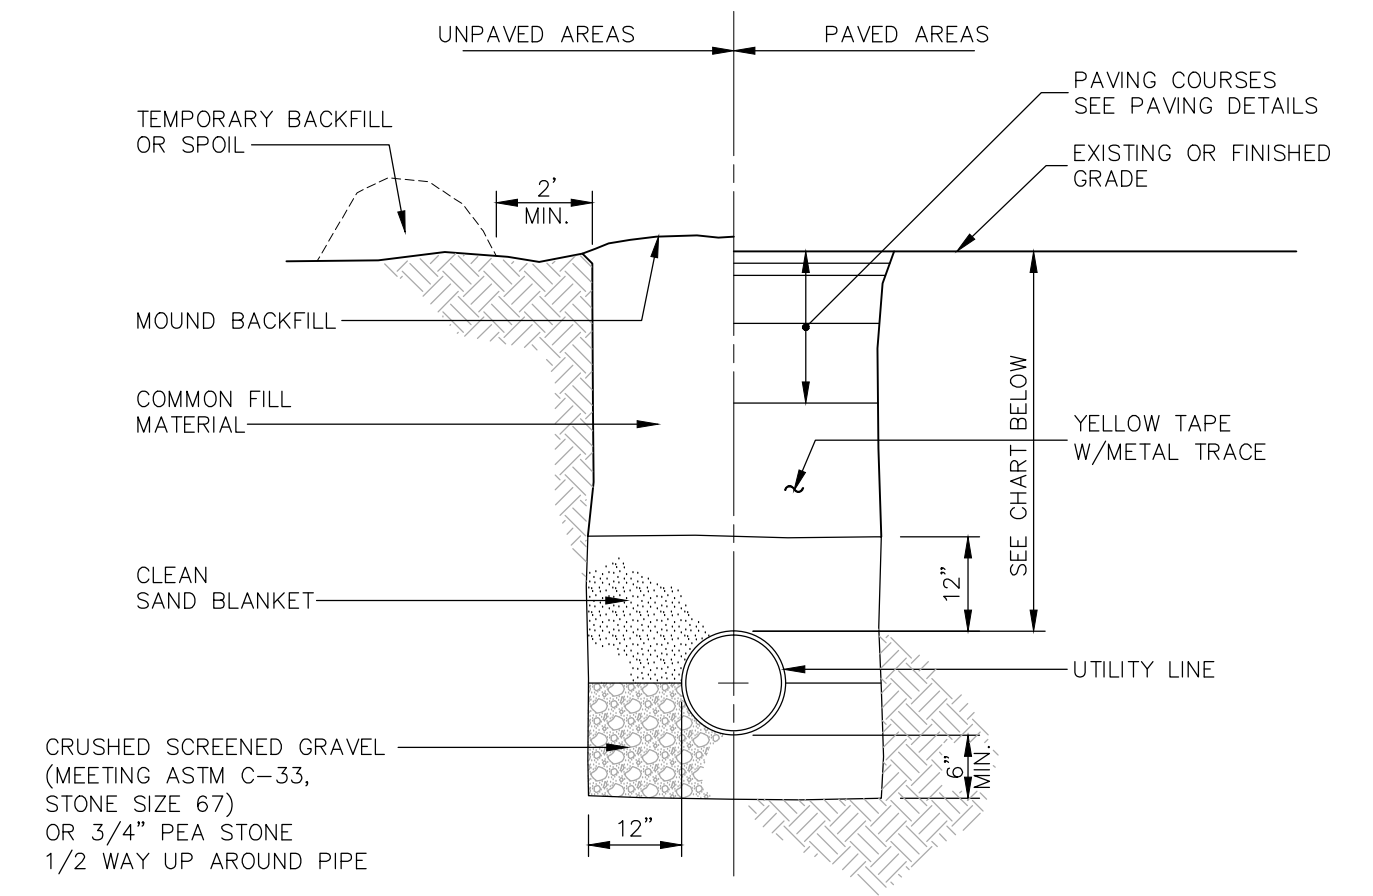 UNPAVED AREAS
PAVED AREAS
PAVING COURSES
SEE PAVING DETAILS
TEMPORARY BACKFILL
OR SPOIL
EXISTING OR FINISHED
GRADE
2'
MIN.
MOUND BACKFILL
COMMON FILL
MATERIAL
SEE CHART BELOW
YELLOW TAPE
W/METAL TRACE
CLEAN
SAND BLANKET
12"
UTILITY LINE
CRUSHED SCREENED GRAVEL
(MEETING ASTM C-33,
STONE SIZE 67)
OR 3/4" PEA STONE
1/2 WAY UP AROUND PIPE
6"
MIN.
12"